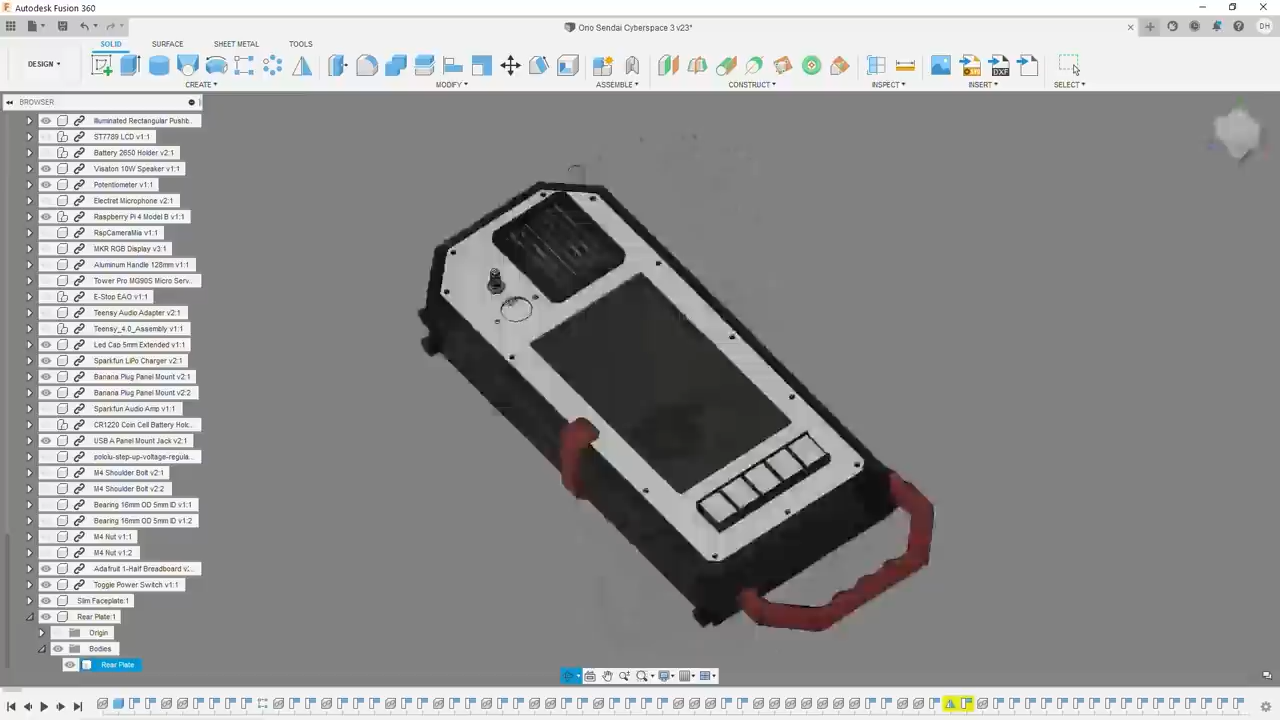 Autodesk Fusion 360
Ono Sendai Cyberspace 3 v23*
DH
SOLID SURFACE SHEET METAL TOOLS
DESIGN
CREATE MODIFY ASSEMBLE CONSTRUCT INSPECT INSERT SELECT
BROWSER
Illuminated Rectangular Pushb...
ST7789 LCD v1:1
Battery 2650 Holder v2:1
Visaton 10W Speaker v1:1
Potentiometer v1:1
Electret Microphone v2:1
Raspberry Pi 4 Model B v1:1
RspCameraMia v1:1
MKR RGB Display v3:1
Aluminum Handle 128mm v1:1
Tower Pro MG90S Micro Serv...
E-Stop EAO v1:1
Teensy Audio Adapter v2:1
Teensy_4.0_Assembly v1:1
Led Cap 5mm Extended v1:1
Sparkfun LiPo Charger v2:1
Banana Plug Panel Mount v2:1
Banana Plug Panel Mount v2:2
Sparkfun Audio Amp v1:1
CR1220 Coin Cell Battery Hol...
USB A Panel Mount Jack v2:1
pololu-step-up-voltage-regula...
M4 Shoulder Bolt v2:1
M4 Shoulder Bolt v2:2
Bearing 16mm OD 5mm ID v1:1
Bearing 16mm OD 5mm ID v1:2
M4 Nut v1:1
M4 Nut v1:2
Adafruit 1-Half Breadboard v...
Toggle Power Switch v1:1
Slim Faceplate:1
Rear Plate:1
Origin
Bodies
Rear Plate